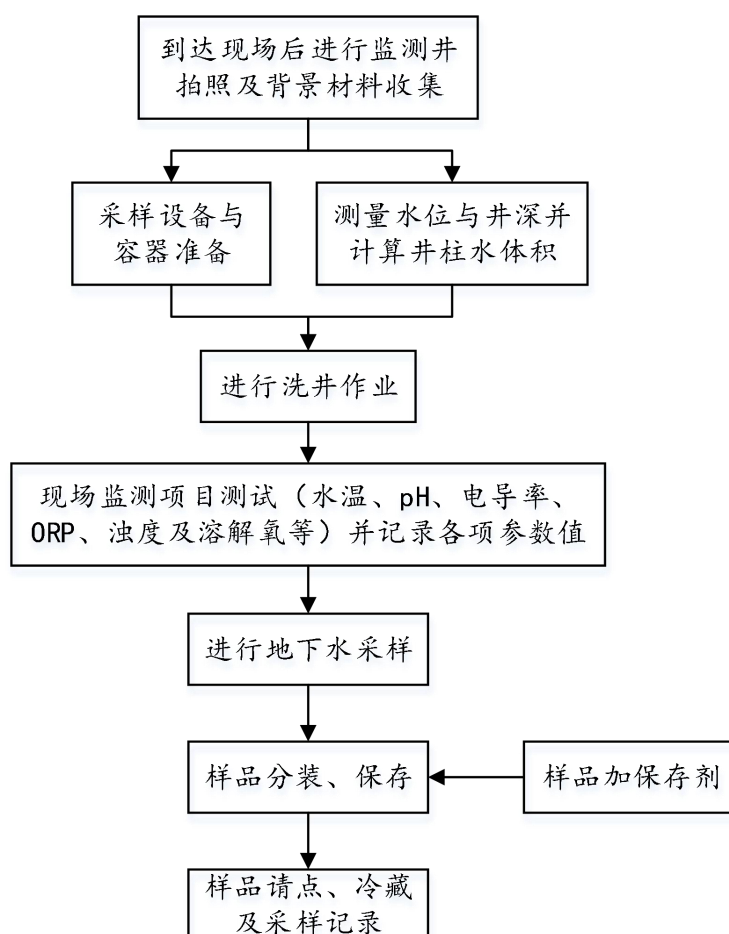 到达现场后进行监测井
拍照及背景材料收集
采样设备与
容器准备
测量水位与井深并
计算井柱水体积
进行洗井作业
现场监测项目测试（水温、pH、电导率、
ORP、浊度及溶解氧等）并记录各项参数值
进行地下水采样
样品分装、保存
样品加保存剂
样品请点、冷藏
及采样记录